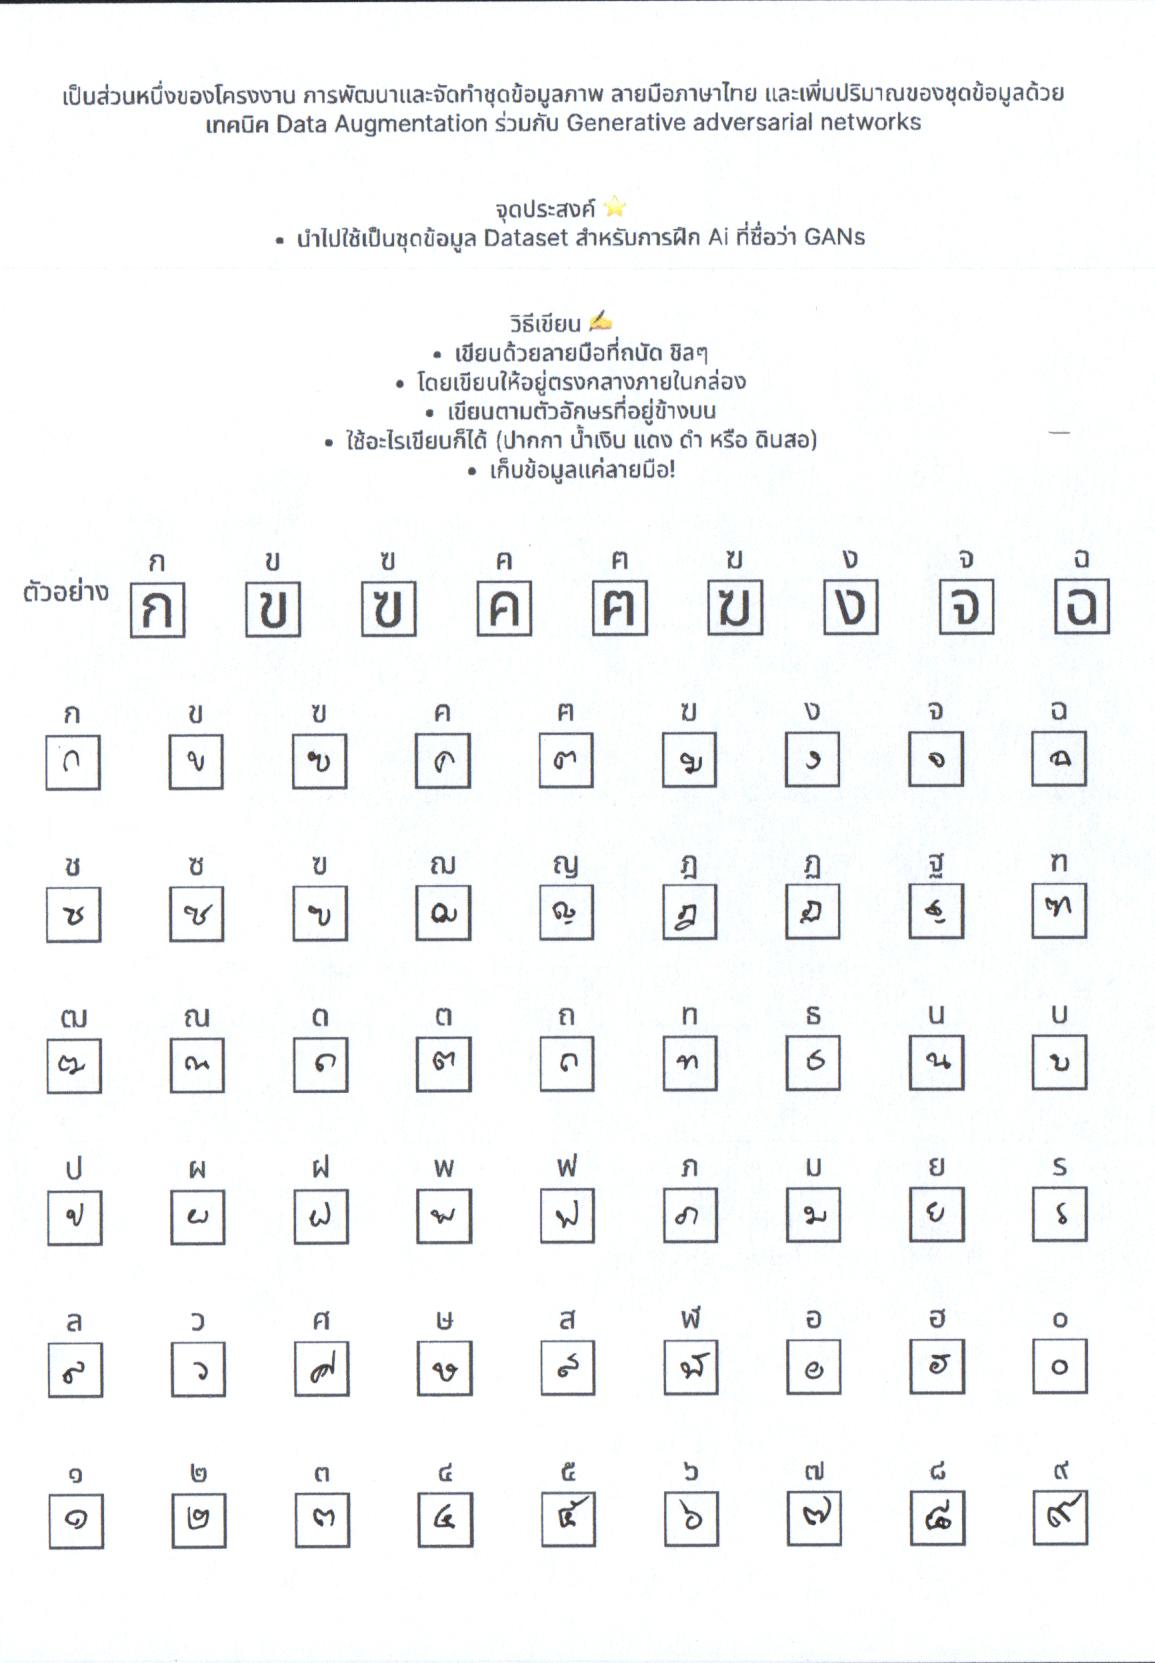 เป็นส่วนหนึ่งของโครงงาน การพัฒนาและจัดทำชุดข้อมูลภาพ ลายมือภาษาไทย และเพิ่มปริมาณของชุดข้อมูลด้วย
เทคนิค Data Augmentation ร่วมกับ Generative adversarial networks
จุดประสงค์ ⭐
• นำไปใช้เป็นชุดข้อมูล Dataset สำหรับการฝึก Ai ที่ชื่อว่า GANs
วิธีเขียน ✍️
• เขียนด้วยลายมือที่ถนัด ชิลๆ
• โดยเขียนให้อยู่ตรงกลางภายในกล่อง
• เขียนตามตัวอักษรที่อยู่ข้างบน
• ใช้อะไรเขียนก็ได้ (ปากกา น้ำเงิน แดง ดำ หรือ ดินสอ)
• เก็บข้อมูลแค่ลายมือ!
ก ข ฃ ค ฅ ฆ ง จ ฉ
ตัวอย่าง ก ข ฃ ค ฅ ฆ ง จ ฉ
ก ข ฃ ค ฅ ฆ ง จ ฉ
ก ข ฃ ค ฅ ฆ ง จ ฉ
ช ซ ฃ ฌ ญ ฎ ฏ ฐ ฑ
ช ซ ฃ ฌ ญ ฎ ฏ ฐ ฑ
ฒ ณ ด ต ถ ท ธ น บ
ฒ ณ ด ต ถ ท ธ น บ
ป ผ ฝ พ ฟ ภ ม ย ร
ป ผ ฝ พ ฟ ภ ม ย ร
ล ว ศ ษ ส ฬ อ ฮ ๐
ล ว ศ ษ ส ฬ อ ฮ ๐
๑ ๒ ๓ ๔ ๕ ๖ ๗ ๘ ๙
๑ ๒ ๓ ๔ ๕ ๖ ๗ ๘ ๙